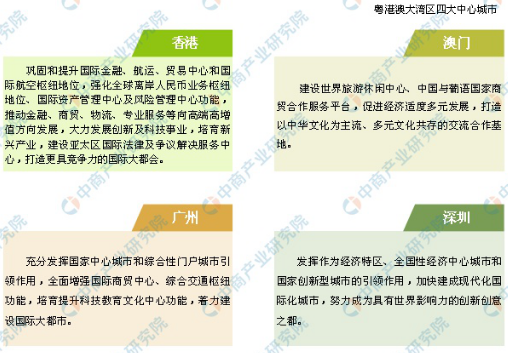 粤港澳大湾区四大中心城市
香港
巩固和提升国际金融、航运、贸易中心和国
际航空枢纽地位,强化全球离岸人民币业务枢纽
地位、国际资产管理中心及风险管理中心功能,
推动金融、商贸、物流、专业服务等向高端高增
值方向发展,大力发展创新及科技事业,培育新
兴产业,建设亚太区国际法律及争议解决服务中
心,打造更具竞争力的国际大都会。
澳门
建设世界旅游休闲中心、中国与葡语国家商
贸合作服务平台,促进经济适度多元发展,打造
以中华文化为主流、多元文化共存的交流合作基
地。
广州
充分发挥国家中心城市和综合性门户城市引
领作用,全面增强国际商贸中心、综合交通枢纽
功能,培育提升科技教育文化中心功能,着力建
设国际大都市。
深圳
发挥作为经济特区、全国性经济中心城市和
国家创新型城市的引领作用,加快建成现代化国
际化城市,努力成为具有世界影响力的创新创意
之都。
中商产业研究院